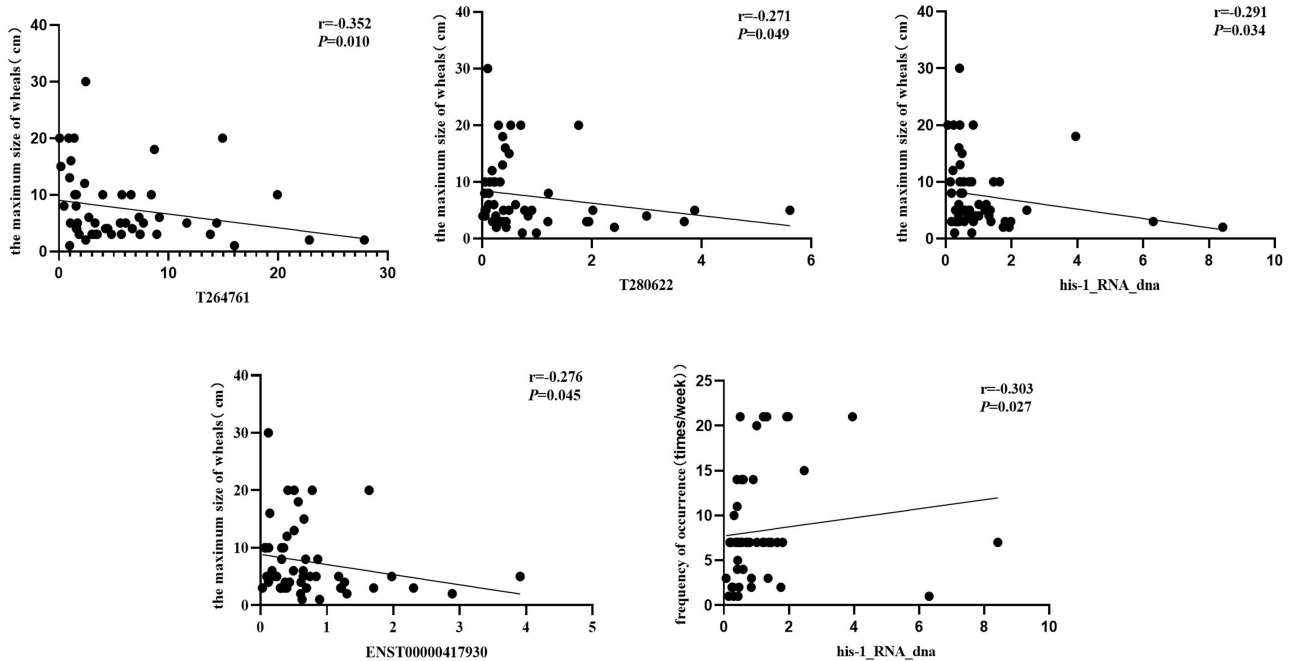 r=-0.352
P=0.010
the maximum size of wheals( cm)
40
30
20
10
0
0 10 20 30
T264761
r=-0.271
P=0.049
the maximum size of wheals( cm)
40
30
20
10
0
0 2 4 6
T280622
r=-0.291
P=0.034
the maximum size of wheals( cm)
40
30
20
10
0
0 2 4 6 8 10
his-1_RNA_dna
r=-0.276
P=0.045
the maximum size of wheals( cm)
40
30
20
10
0
0 1 2 3 4 5
ENST00000417930
r=-0.303
P=0.027
frequency of occurrence(times/week))
25
20
15
10
5
0
0 2 4 6 8 10
his-1_RNA_dna